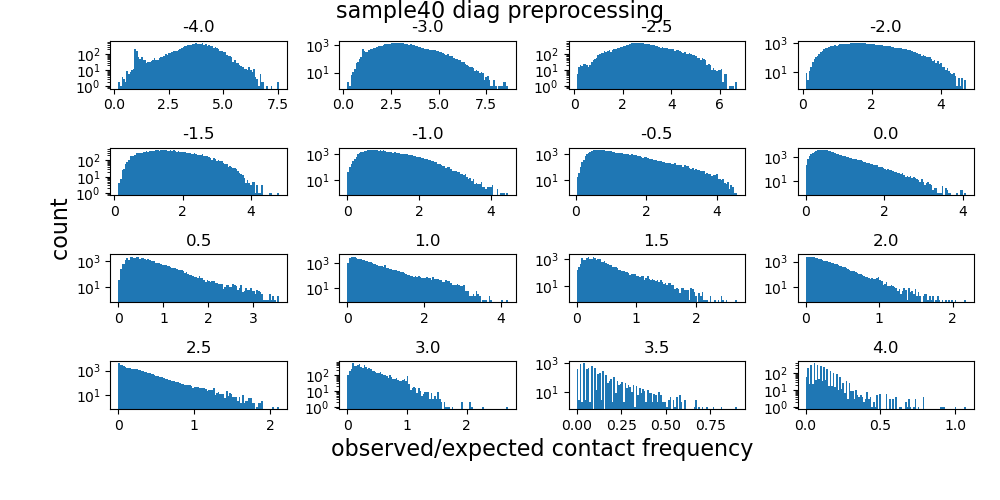 sample40 diag preprocessing
-4.0 -3.0 -2.5 -2.0
10² 10¹ 10⁰ 10³ 10¹ 10² 10¹ 10⁰ 10³ 10¹
0.0 2.5 5.0 7.5 0.0 2.5 5.0 7.5 0 2 4 6 0 2 4
-1.5 -1.0 -0.5 0.0
10² 10¹ 10⁰ 10³ 10¹ 10³ 10¹ 10³ 10¹
0 2 4 0 2 4 0 2 4 0 1 2 3 4
count
0.5 1.0 1.5 2.0
10³ 10¹ 10³ 10¹ 10³ 10¹ 10³ 10¹
0 1 2 3 0 2 4 0 1 2 0 1 2
2.5 3.0 3.5 4.0
10³ 10¹ 10² 10¹ 10⁰ 10³ 10¹ 10² 10¹ 10⁰
0 1 2 0 1 2 0.00 0.25 0.50 0.75 0.0 0.5 1.0
observed/expected contact frequency